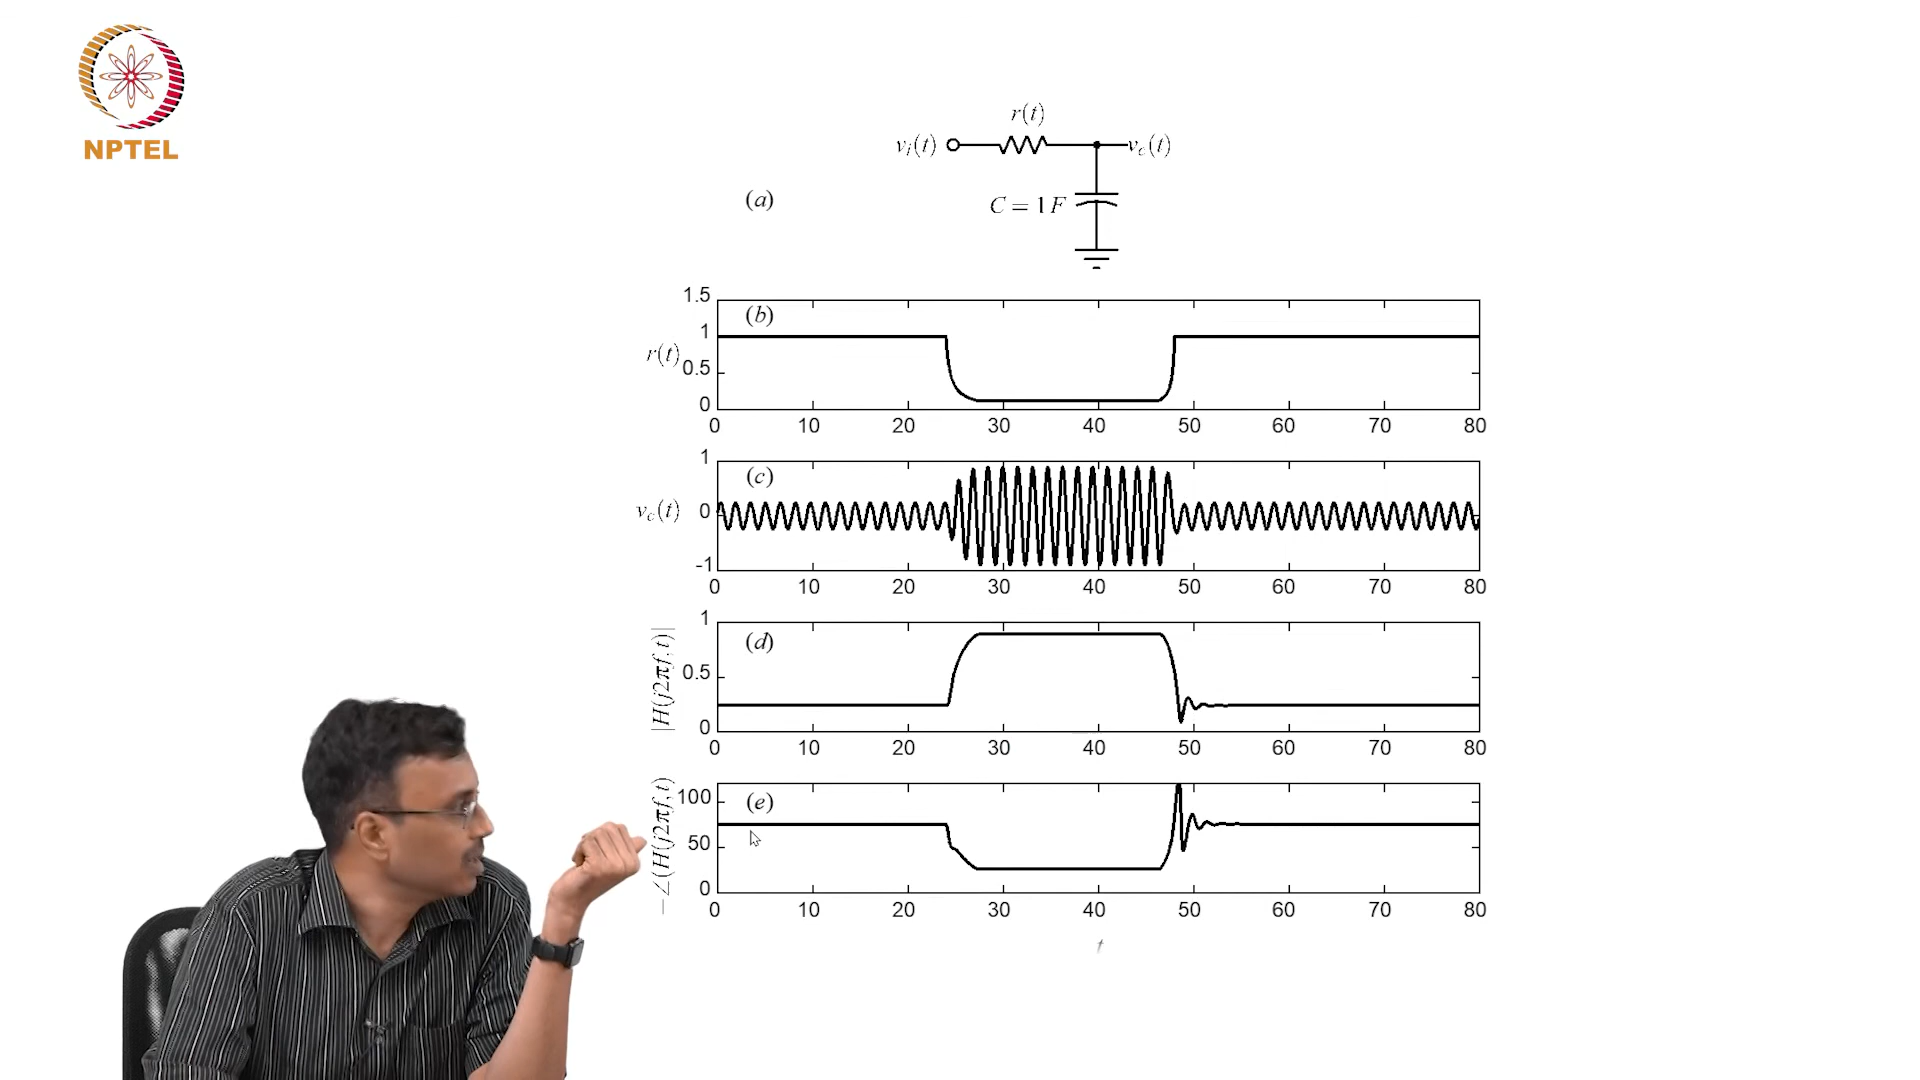 NPTEL
r(t)
v_i(t)
v_c(t)
(a)
C = 1F
(b)
r(t)
1.5
1
0.5
0
0 10 20 30 40 50 60 70 80
(c)
v_c(t)
1
0
-1
0 10 20 30 40 50 60 70 80
(d)
|H(j2πf,t)|
1
0.5
0
0 10 20 30 40 50 60 70 80
(e)
−∠(H(j2πf,t)
100
50
0
0 10 20 30 40 50 60 70 80
t